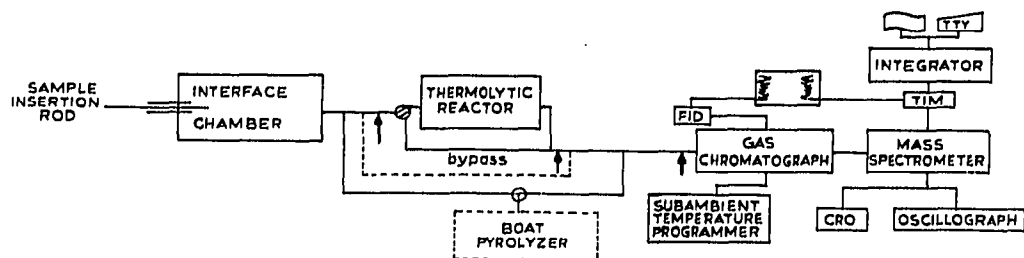 SAMPLE
INSERTION
ROD
INTERFACE
CHAMBER
THERMOLYTIC
REACTOR
bypass
BOAT
PYROLYZER
FID
GAS
CHROMATOGRAPH
SUBAMBIENT
TEMPERATURE
PROGRAMMER
TTY
INTEGRATOR
TIM
MASS
SPECTROMETER
CRO
OSCILLOGRAPH